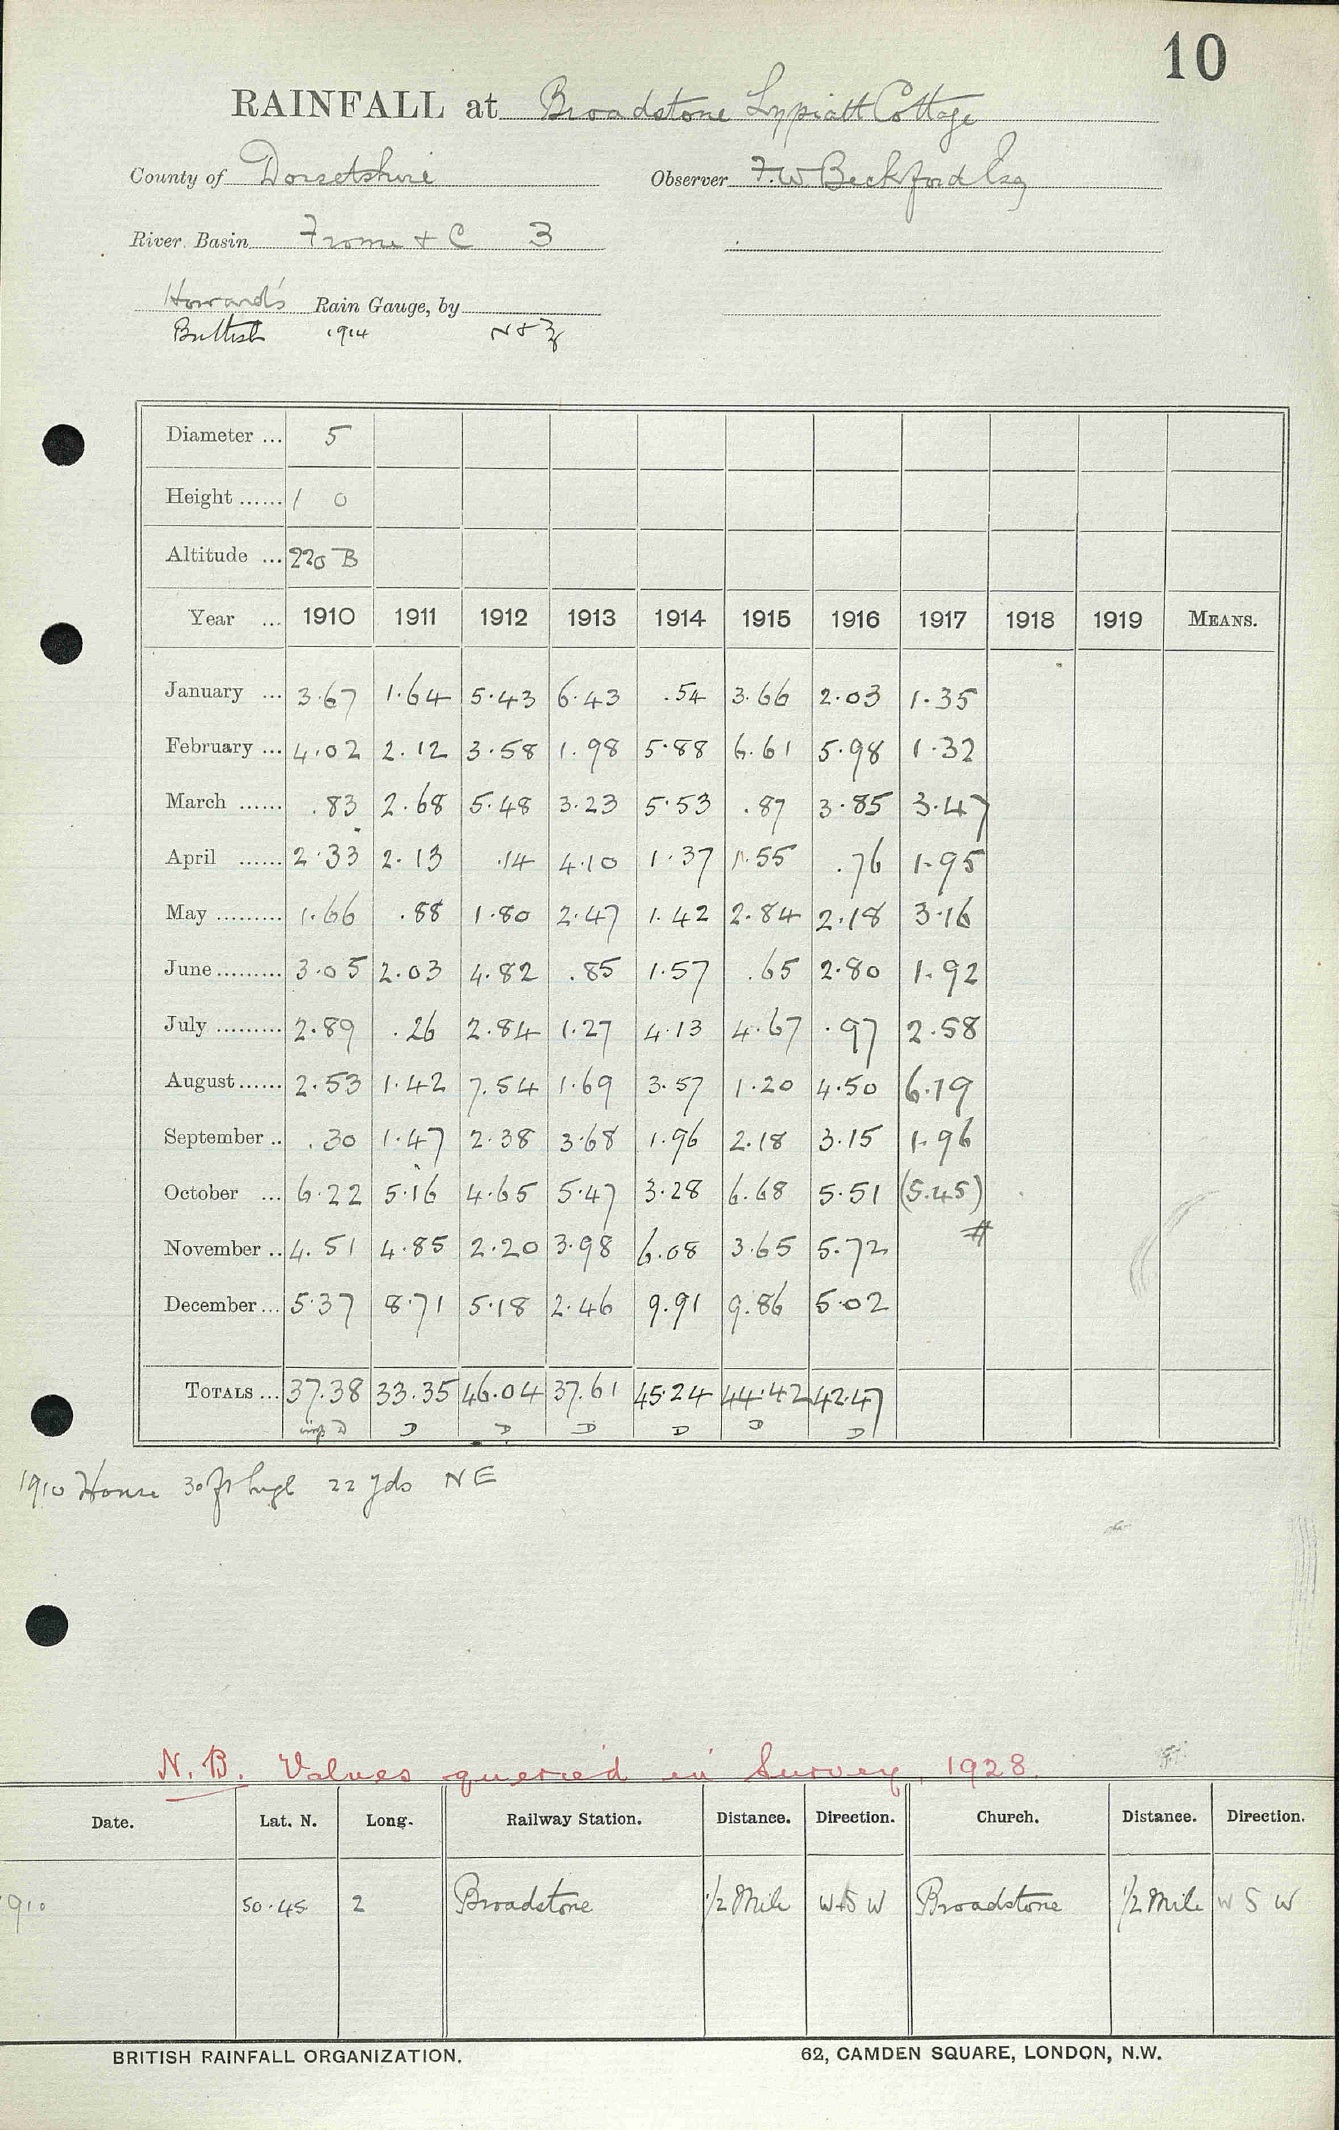 10
RAINFALL at Broadstone Lypiatt Cottage
County of Dorsetshire Observer F.W. Beckford Esq
River Basin Frome & C 3
Howard's Rain Gauge, by
1914 N & Z
Diameter ... 5
Height ...... 1 0
Altitude ... 220 B
Year ... 1910 1911 1912 1913 1914 1915 1916 1917 1918 1919 MEANS.
January ... 3.67 1.64 5.43 6.43 .54 3.66 2.03 1.35
February ... 4.02 2.12 3.58 1.98 5.88 6.61 5.98 1.32
March ...... .83 2.68 5.48 3.23 5.53 .87 3.85 3.47
April ...... 2.33 2.13 .14 4.10 1.37 1.55 .76 1.95
May ......... 1.66 .88 1.80 2.47 1.42 2.84 2.18 3.16
June ......... 3.05 2.03 4.82 .85 1.57 .65 2.80 1.92
July ......... 2.89 .26 2.84 1.27 4.13 4.67 .97 2.58
August ...... 2.53 1.42 7.54 1.69 3.57 1.20 4.50 6.19
September .. .30 1.47 2.38 3.68 1.96 2.18 3.15 1.96
October ... 6.22 5.16 4.65 5.47 3.28 6.68 5.51 (5.45)
November .. 4.51 4.85 2.20 3.98 6.08 3.65 5.72 #
December ... 5.37 8.71 5.18 2.46 9.91 9.86 5.02
TOTALS ... 37.38 33.35 46.04 37.61 45.24 44.42 42.47
D D D D D D
1910 House 30 ft high 22 yds NE
N.B. Values queried in Survey, 1928.
Date. Lat. N. Long. Railway Station. Distance. Direction. Church. Distance. Direction.
910 50.45 2 Broadstone 1/2 Mile W S W Broadstone 1/2 Mile W S W
BRITISH RAINFALL ORGANIZATION. 62, CAMDEN SQUARE, LONDON, N.W.